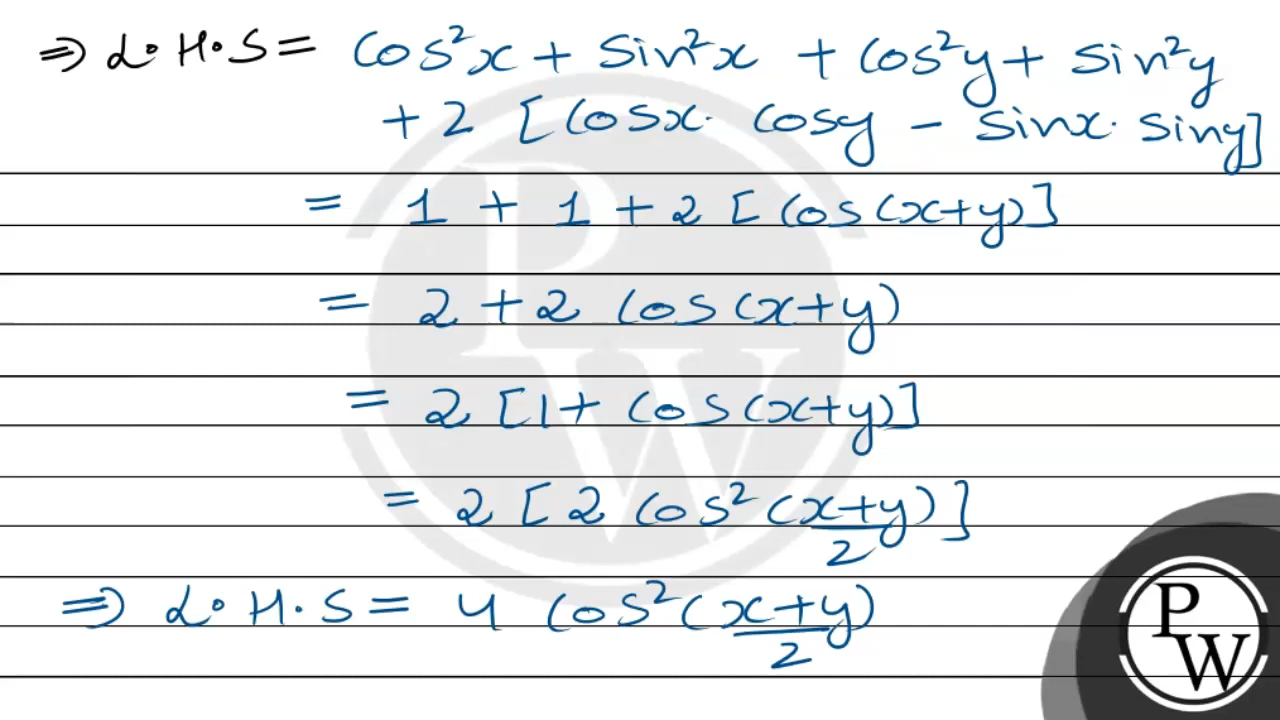 ⇒ L.H.S = cos²x + sin²x + cos²y + sin²y
+ 2 [cosx. cosy - sinx. siny]
= 1 + 1 + 2 [cos(x+y)]
= 2 + 2 cos(x+y)
= 2 [1+ cos(x+y)]
= 2 [2 cos² (x+y)/2]
⇒ L.H.S = 4 cos² (x+y)/2
P
W
P
W